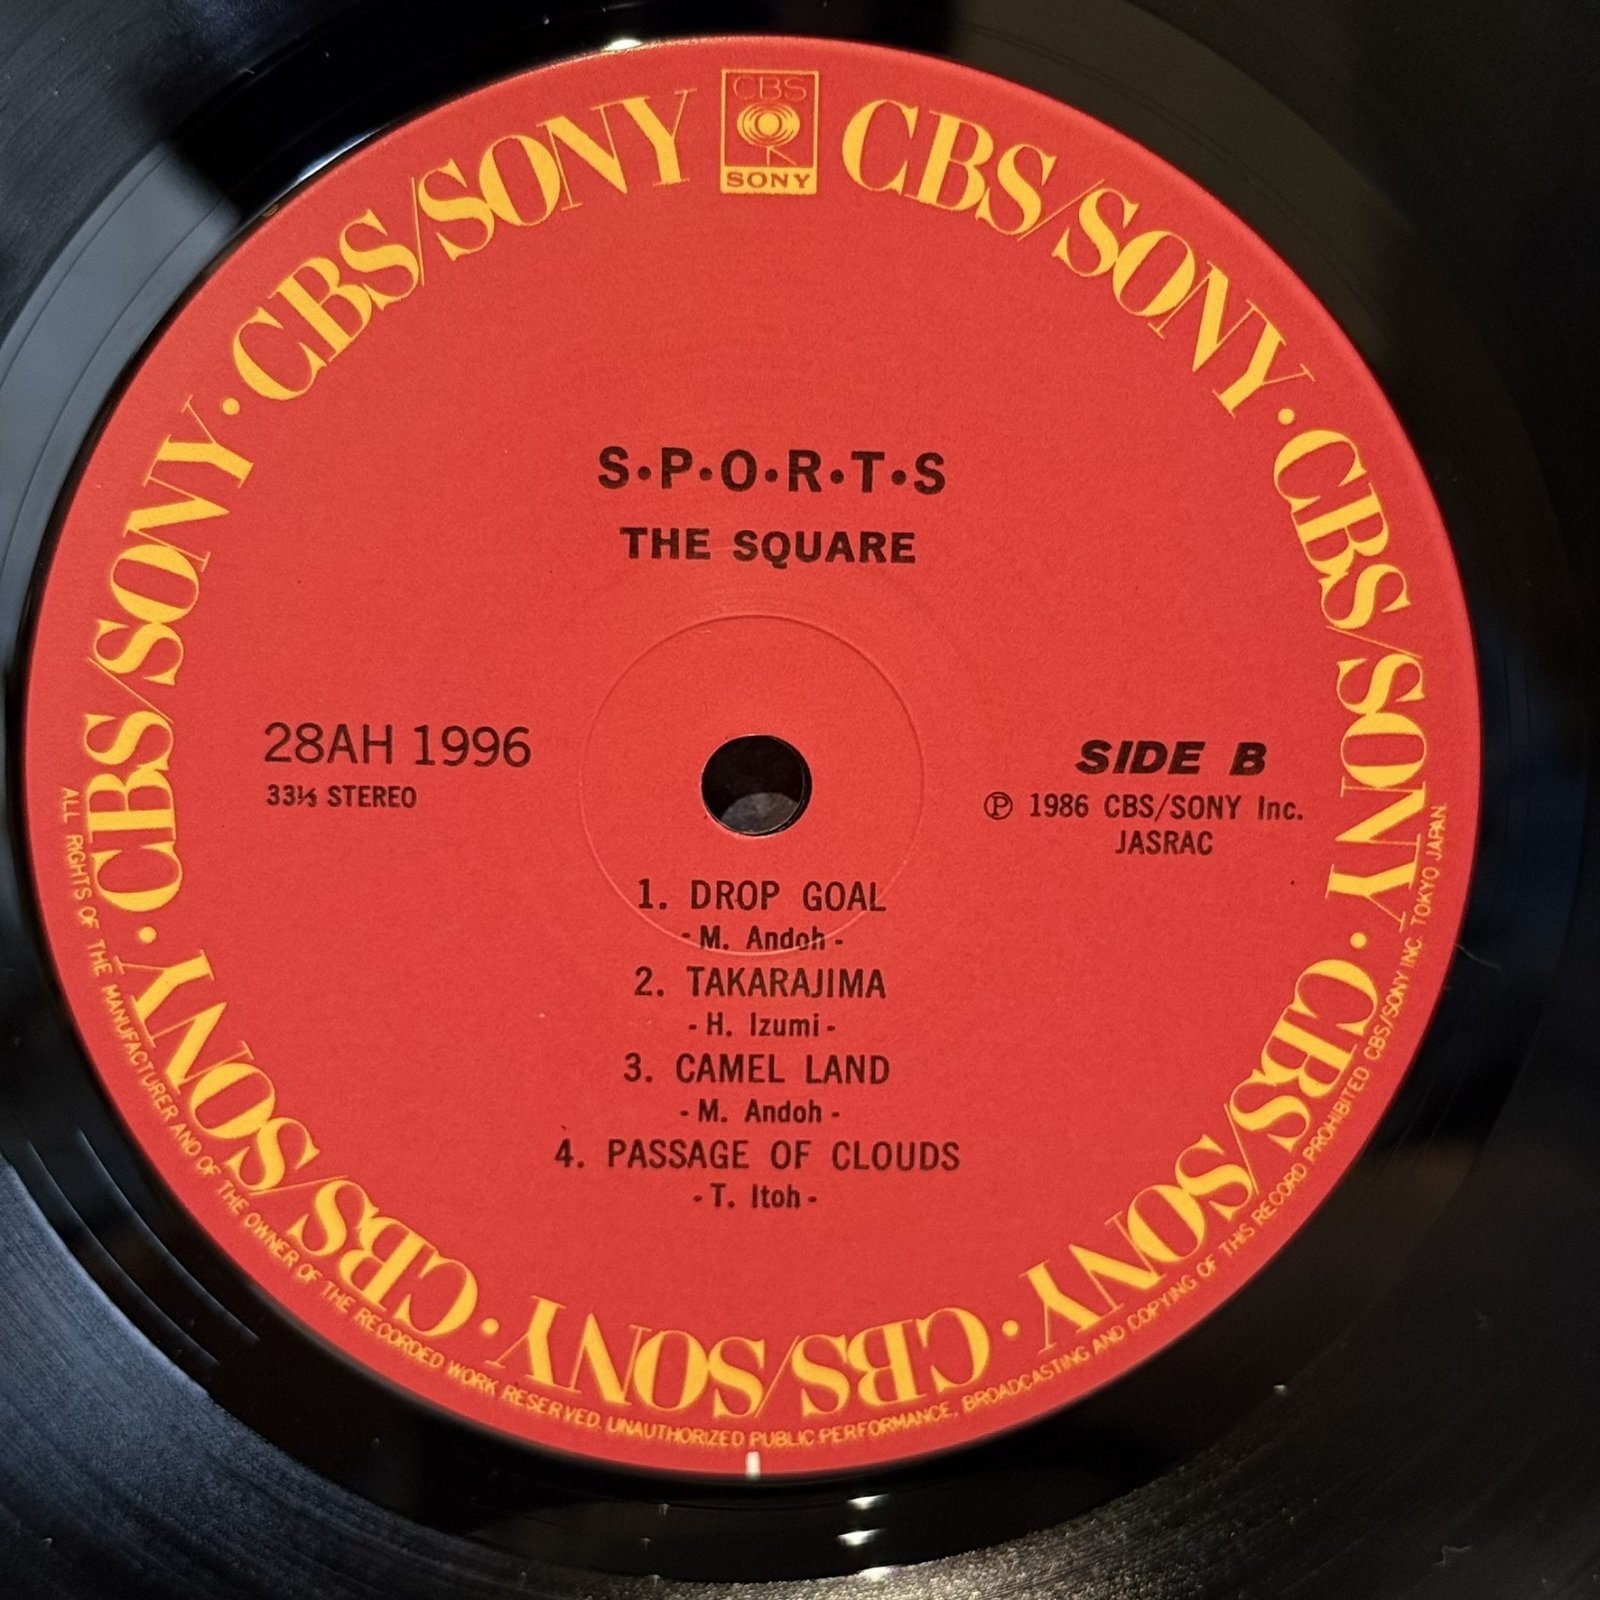 CBS
SONY
CBS/SONY · CBS/SONY · CBS/SONY · CBS/SONY · CBS/SONY · CBS/SONY · CBS/SONY · CBS/SONY
S•P•O•R•T•S
THE SQUARE
28AH 1996
33⅓ STEREO
SIDE B
Ⓟ 1986 CBS/SONY Inc.
JASRAC
1. DROP GOAL
- M. Andoh -
2. TAKARAJIMA
- H. Izumi -
3. CAMEL LAND
- M. Andoh -
4. PASSAGE OF CLOUDS
- T. Itoh -
ALL RIGHTS OF THE MANUFACTURER AND OF THE OWNER OF THE RECORDED WORK RESERVED. UNAUTHORIZED PUBLIC PERFORMANCE, BROADCASTING AND COPYING OF THIS RECORD PROHIBITED CBS/SONY INC. TOKYO JAPAN